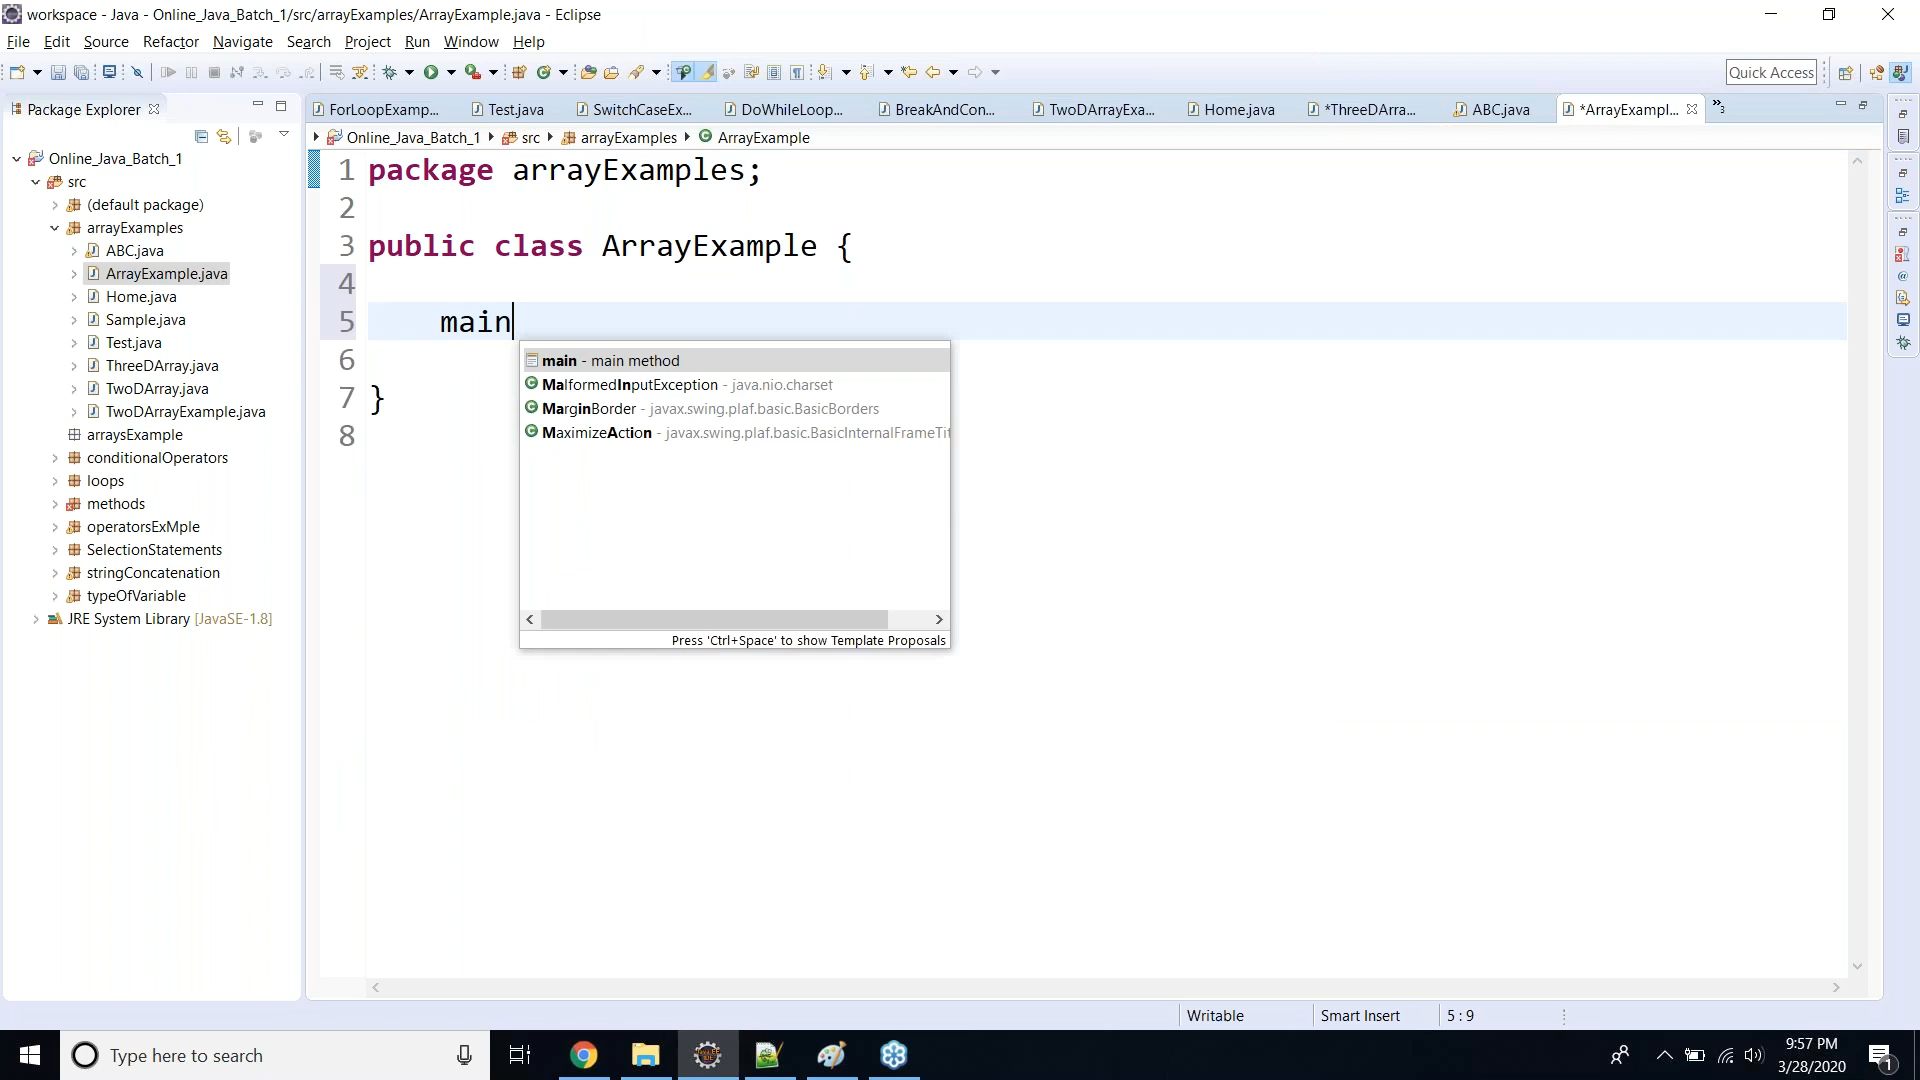 workspace - Java - Online_Java_Batch_1/src/arrayExamples/ArrayExample.java - Eclipse
File Edit Source Refactor Navigate Search Project Run Window Help
Quick Access
Package Explorer
ForLoopExamp... Test.java SwitchCaseEx... DoWhileLoop... BreakAndCon... TwoDArrayExa... Home.java *ThreeDArra... ABC.java *ArrayExampl... »3
Online_Java_Batch_1 src arrayExamples ArrayExample
Online_Java_Batch_1
src
(default package)
arrayExamples
ABC.java
ArrayExample.java
Home.java
Sample.java
Test.java
ThreeDArray.java
TwoDArray.java
TwoDArrayExample.java
arraysExample
conditionalOperators
loops
methods
operatorsExMple
SelectionStatements
stringConcatenation
typeOfVariable
JRE System Library [JavaSE-1.8]
1 package arrayExamples;
2
3 public class ArrayExample {
4
5 main
6
7 }
8
main - main method
MalformedInputException - java.nio.charset
MarginBorder - javax.swing.plaf.basic.BasicBorders
MaximizeAction - javax.swing.plaf.basic.BasicInternalFrameTit
Press 'Ctrl+Space' to show Template Proposals
Writable Smart Insert 5 : 9
Type here to search
9:57 PM
3/28/2020
1